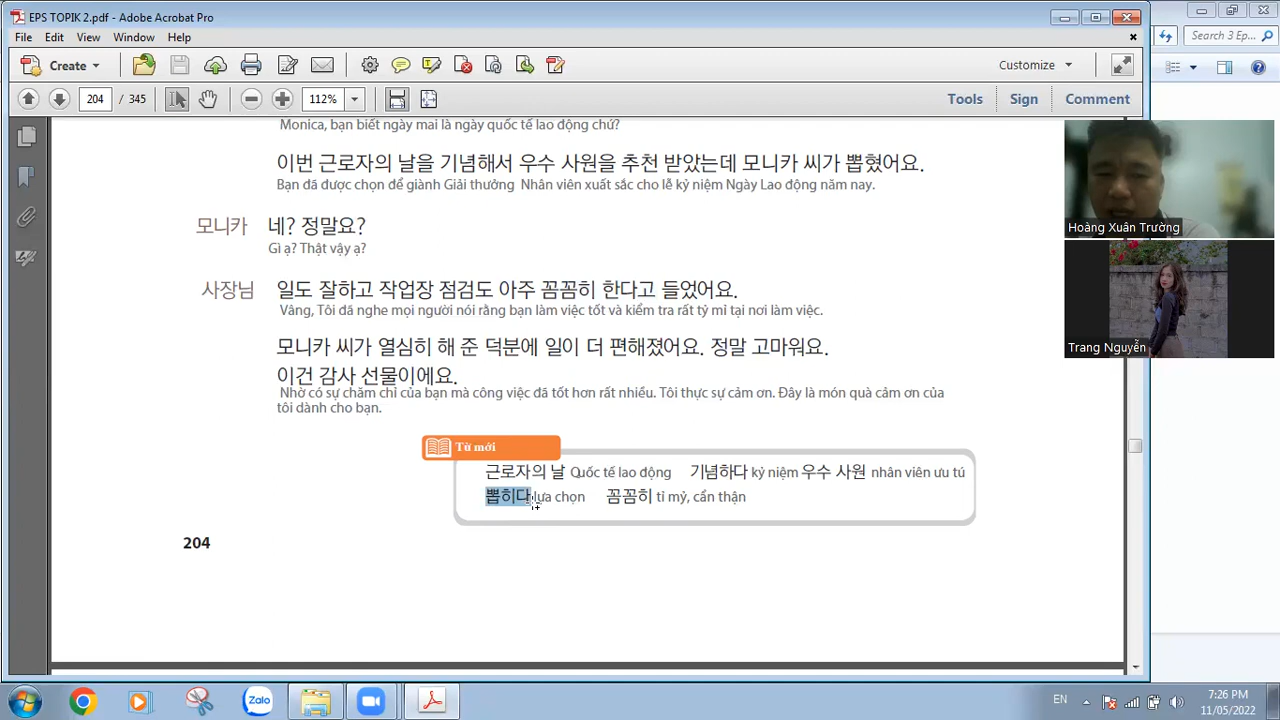 EPS TOPIK 2.pdf - Adobe Acrobat Pro
File Edit View Window Help
Create
Customize
204 / 345
112%
Tools Sign Comment
Search 3 Ep...
Monica, bạn biết ngày mai là ngày quốc tế lao động chứ?
이번 근로자의 날을 기념해서 우수 사원을 추천 받았는데 모니카 씨가 뽑혔어요.
Bạn đã được chọn để giành Giải thưởng Nhân viên xuất sắc cho lễ kỷ niệm Ngày Lao động năm nay.
모니카 네? 정말요?
Gì ạ? Thật vậy ạ?
사장님 일도 잘하고 작업장 점검도 아주 꼼꼼히 한다고 들었어요.
Vâng, Tôi đã nghe mọi người nói rằng bạn làm việc tốt và kiểm tra rất tỷ mỉ tại nơi làm việc.
모니카 씨가 열심히 해 준 덕분에 일이 더 편해졌어요. 정말 고마워요.
이건 감사 선물이에요.
Nhờ có sự chăm chỉ của bạn mà công việc đã tốt hơn rất nhiều. Tôi thực sự cảm ơn. Đây là món quà cảm ơn của
tôi dành cho bạn.
Từ mới
근로자의 날 Quốc tế lao động 기념하다 kỷ niệm 우수 사원 nhân viên ưu tú
뽑히다 lựa chọn 꼼꼼히 tỉ mỷ, cẩn thận
204
Hoàng Xuân Trường
Trang Nguyễn
Zalo
EN
7:26 PM
11/05/2022